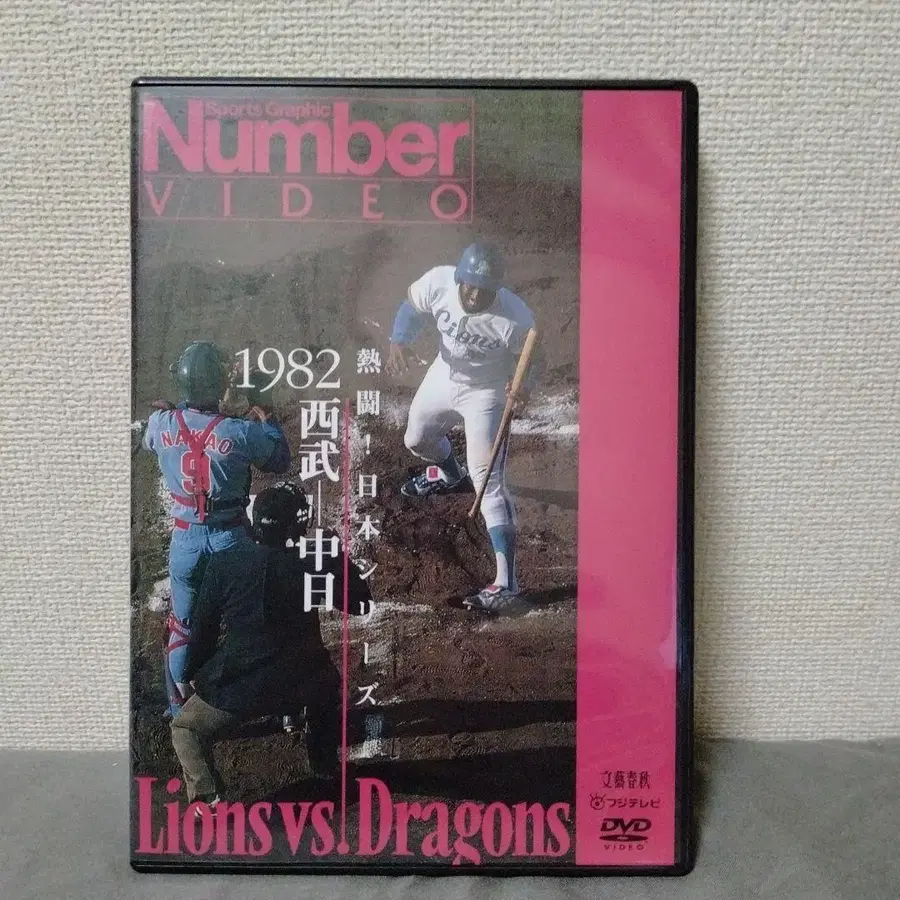 Sports Graphic
Number
VIDEO
熱闘!日本シリーズ
1982
西武―中日
Lions
NAKAO
9
Lions vs. Dragons
文藝春秋
フジテレビ
DVD
VIDEO